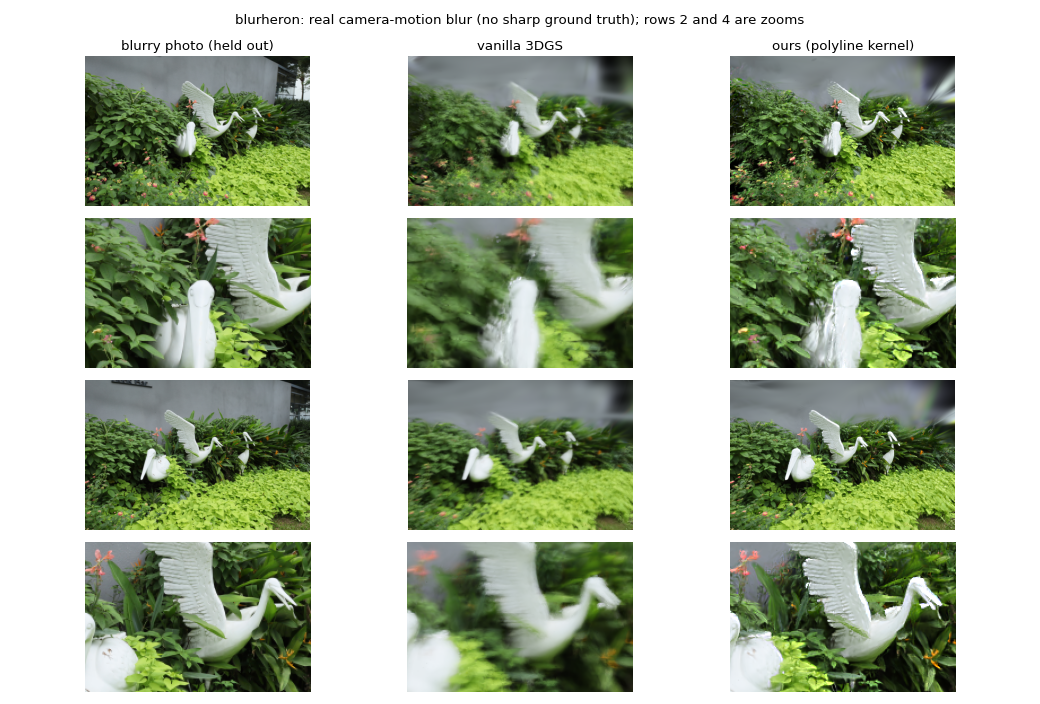 blurheron: real camera-motion blur (no sharp ground truth); rows 2 and 4 are zooms
blurry photo (held out)
vanilla 3DGS
ours (polyline kernel)